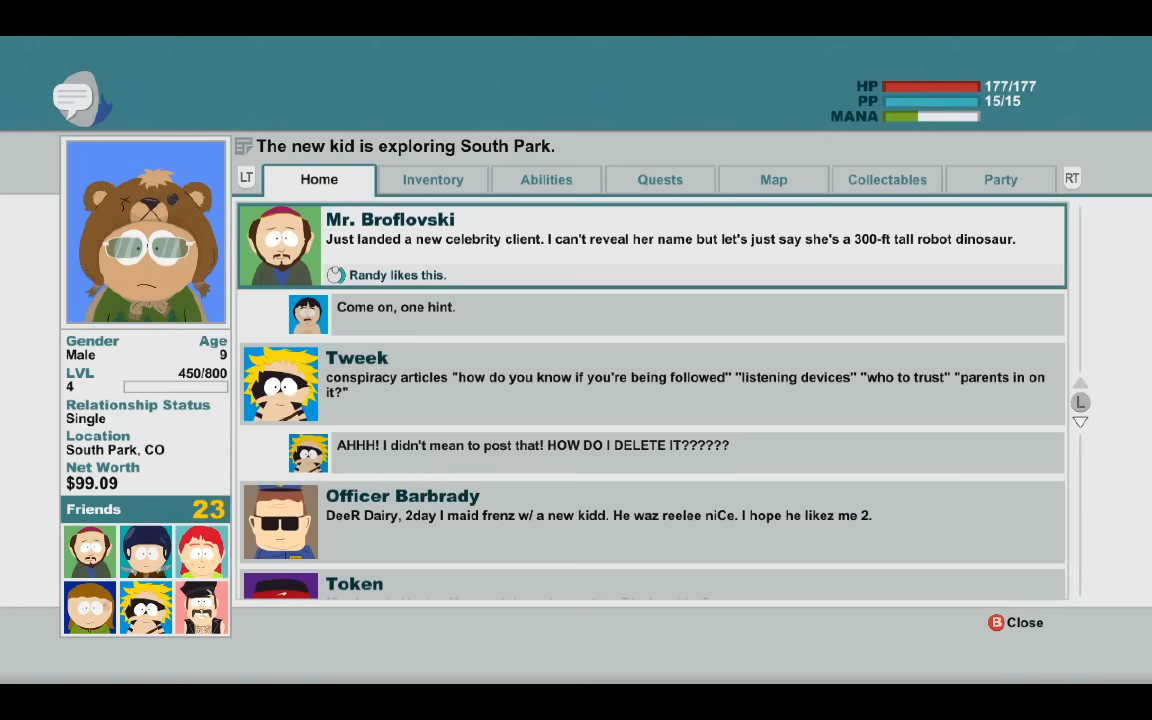 HP 177/177
PP 15/15
MANA
The new kid is exploring South Park.
LT Home Inventory Abilities Quests Map Collectables Party RT
Mr. Broflovski
Just landed a new celebrity client. I can't reveal her name but let's just say she's a 300-ft tall robot dinosaur.
Randy likes this.
Come on, one hint.
Tweek
conspiracy articles "how do you know if you're being followed" "listening devices" "who to trust" "parents in on
it?"
AHHH! I didn't mean to post that! HOW DO I DELETE IT??????
Officer Barbrady
DeeR Dairy, 2day I maid frenz w/ a new kidd. He waz reelee niCe. I hope he likez me 2.
Token
Gender Age
Male 9
LVL 450/800
4
Relationship Status
Single
Location
South Park, CO
Net Worth
$99.09
Friends 23
L
B Close